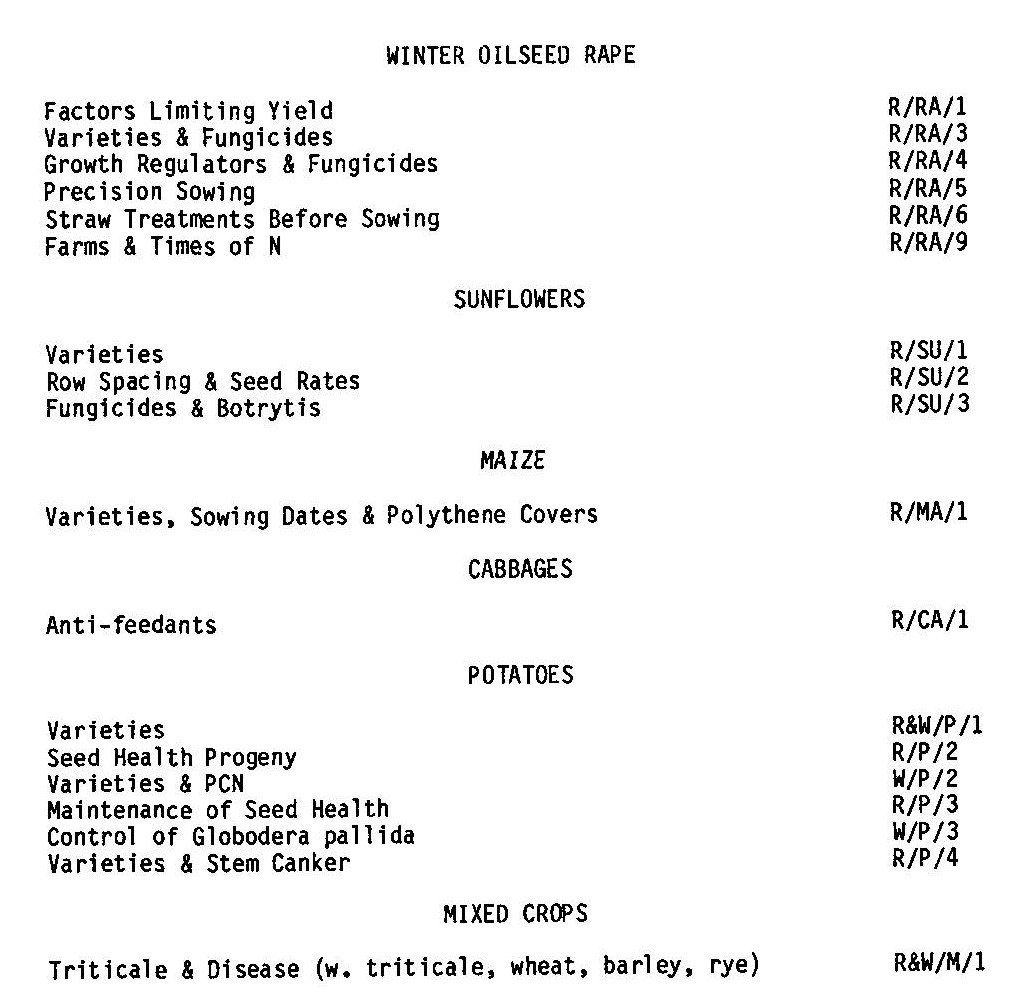 WINTER OILSEED RAPE
Factors Limiting Yield R/RA/1
Varieties & Fungicides R/RA/3
Growth Regulators & Fungicides R/RA/4
Precision Sowing R/RA/5
Straw Treatments Before Sowing R/RA/6
Farms & Times of N R/RA/9
SUNFLOWERS
Varieties R/SU/1
Row Spacing & Seed Rates R/SU/2
Fungicides & Botrytis R/SU/3
MAIZE
Varieties, Sowing Dates & Polythene Covers R/MA/1
CABBAGES
Anti-feedants R/CA/1
POTATOES
Varieties R&W/P/1
Seed Health Progeny R/P/2
Varieties & PCN W/P/2
Maintenance of Seed Health R/P/3
Control of Globodera pallida W/P/3
Varieties & Stem Canker R/P/4
MIXED CROPS
Triticale & Disease (w. triticale, wheat, barley, rye) R&W/M/1